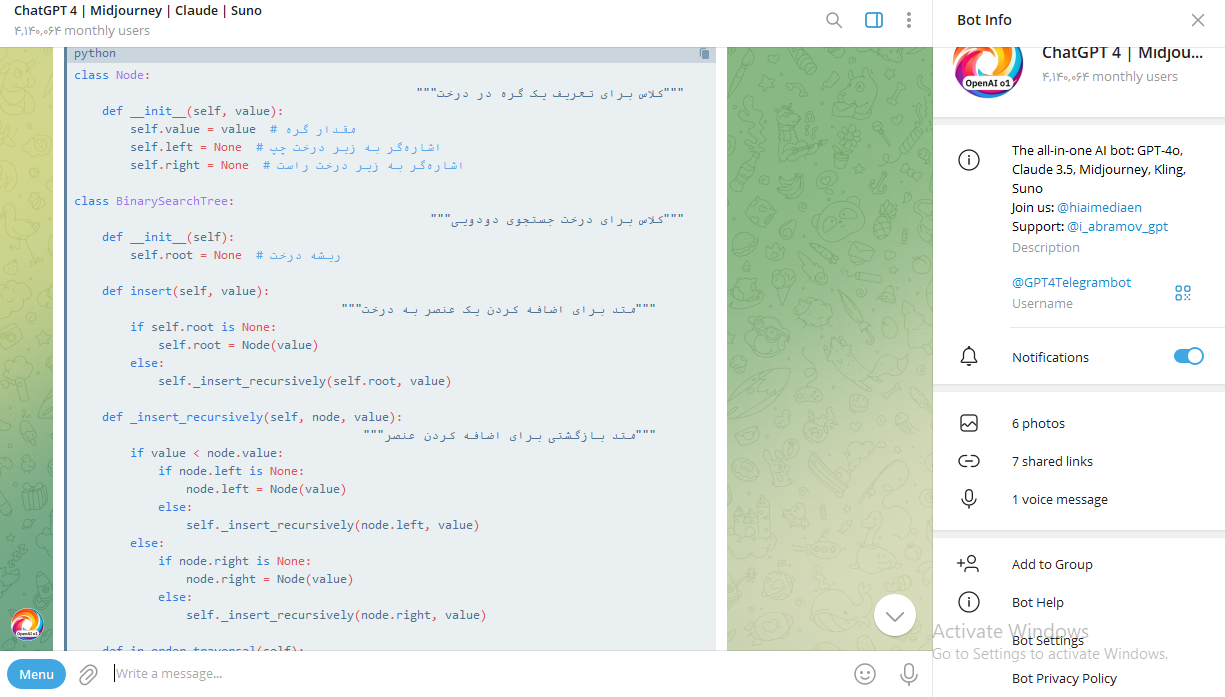 ChatGPT 4 | Midjourney | Claude | Suno
۴,۱۴۰,۰۶۴ monthly users
python
class Node:
"""کلاس برای تعریف یک گره در درخت"""
def __init__(self, value):
self.value = value # مقدار گره
self.left = None # اشاره‌گر به زیر درخت چپ
self.right = None # اشاره‌گر به زیر درخت راست
class BinarySearchTree:
"""کلاس برای درخت جستجوی دودویی"""
def __init__(self):
self.root = None # ریشه درخت
def insert(self, value):
"""متد برای اضافه کردن یک عنصر به درخت"""
if self.root is None:
self.root = Node(value)
else:
self._insert_recursively(self.root, value)
def _insert_recursively(self, node, value):
"""متد بازگشتی برای اضافه کردن عنصر"""
if value < node.value:
if node.left is None:
node.left = Node(value)
else:
self._insert_recursively(node.left, value)
else:
if node.right is None:
node.right = Node(value)
else:
self._insert_recursively(node.right, value)
def in_order_traversal(self):
OpenAI o1
Menu
Write a message...
Bot Info
OpenAI o1
ChatGPT 4 | Midjou...
۴,۱۴۰,۰۶۴ monthly users
The all-in-one AI bot: GPT-4o,
Claude 3.5, Midjourney, Kling,
Suno
Join us: @hiaimediaen
Support: @i_abramov_gpt
Description
@GPT4Telegrambot
Username
Notifications
6 photos
7 shared links
1 voice message
Add to Group
Bot Help
Activate Windows
Bot Settings
Go to Settings to activate Windows.
Bot Privacy Policy